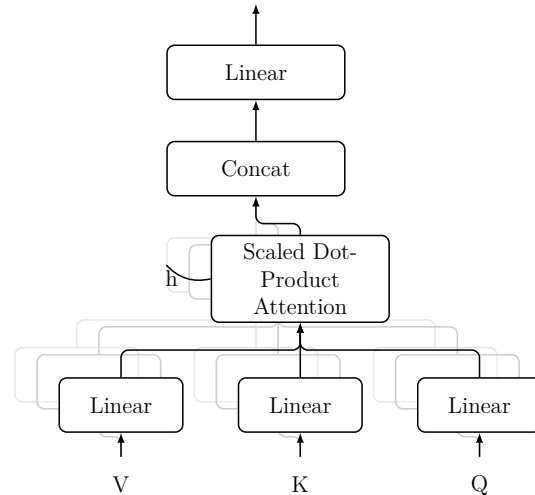 Linear
Concat
Scaled Dot-
Product
Attention
h
Linear
Linear
Linear
V
K
Q